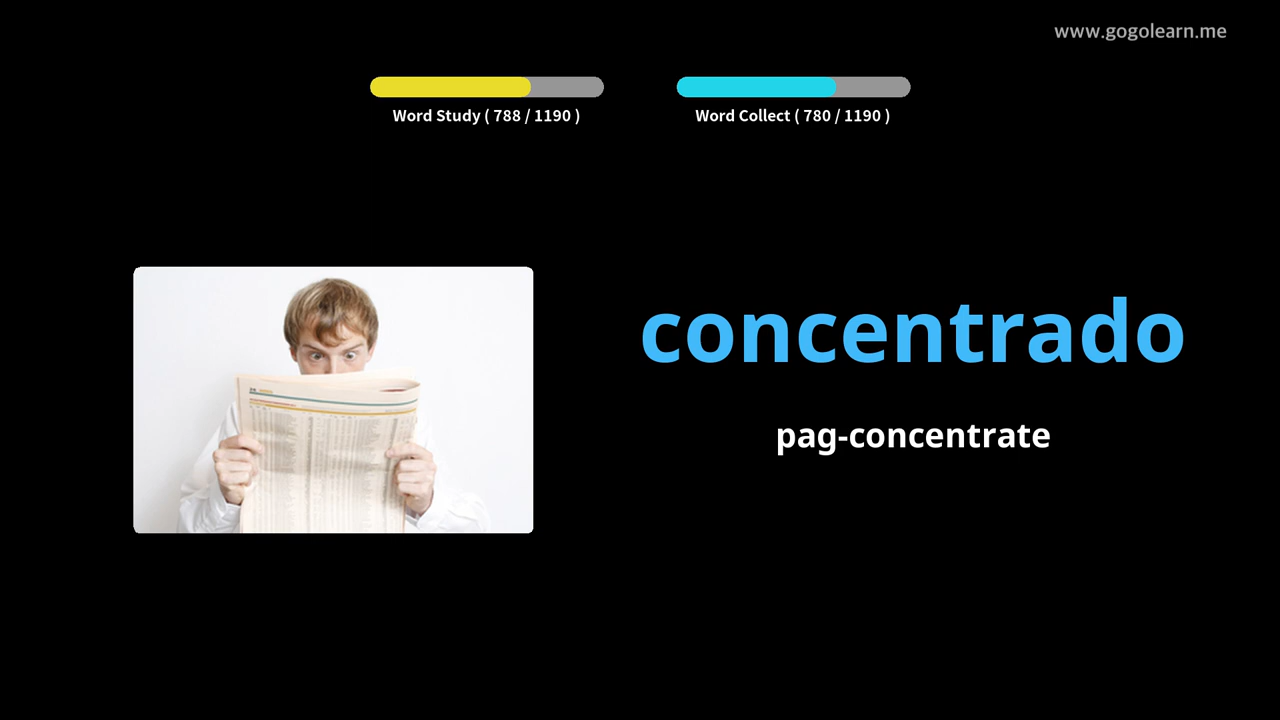 www.gogolearn.me
Word Study ( 788 / 1190 )
Word Collect ( 780 / 1190 )
concentrado
pag-concentrate